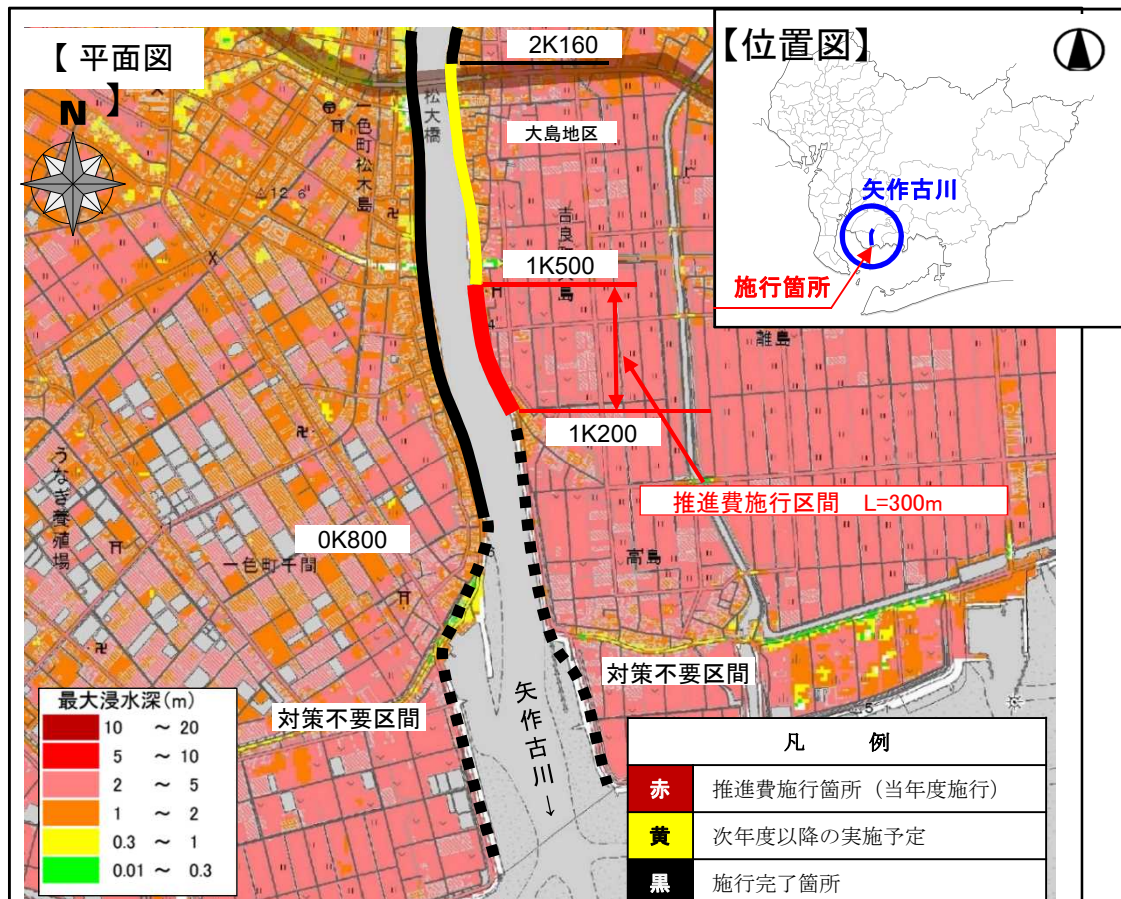 【 平面図
】
N
2K160
松大橋
大島地区
一色町松木島
12 6
1K500
1K200
推進費施行区間　L=300m
高島
0K800
一色町千間
うなぎ養殖場
対策不要区間
対策不要区間
矢作古川↓
【位置図】
矢作古川
施行箇所
離島
最大浸水深(m)
10 ～ 20
5 ～ 10
2 ～ 5
1 ～ 2
0.3 ～ 1
0.01 ～ 0.3
凡 例
赤 推進費施行箇所（当年度施行）
黄 次年度以降の実施予定
黒 施行完了箇所